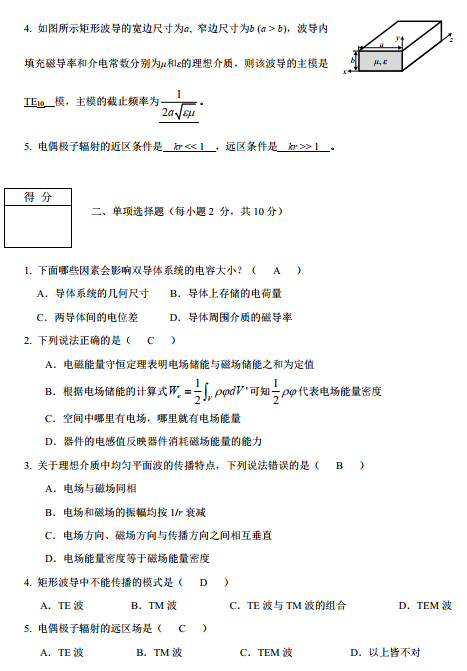 4. 如图所示矩形波导的宽边尺寸为a, 窄边尺寸为b (a > b)，波导内
填充磁导率和介电常数分别为μ和ε的理想介质，则该波导的主模是
TE10 模，主模的截止频率为 1/(2a√εμ) 。
y z a b μ, ε x
5. 电偶极子辐射的近区条件是 kr << 1 ，远区条件是 kr >> 1 。
得 分
二、单项选择题（每小题 2 分，共 10 分）
1. 下面哪些因素会影响双导体系统的电容大小？（ A ）
A．导体系统的几何尺寸 B．导体上存储的电荷量
C．两导体间的电位差 D．导体周围介质的磁导率
2. 下列说法正确的是（ C ）
A．电磁能量守恒定理表明电场储能与磁场储能之和为定值
B．根据电场储能的计算式 We = 1/2 ∫V ρφdV' 可知 1/2 ρφ 代表电场能量密度
C．空间中哪里有电场，哪里就有电场能量
D．器件的电感值反映器件消耗磁场能量的能力
3. 关于理想介质中均匀平面波的传播特点，下列说法错误的是（ B ）
A．电场与磁场同相
B．电场和磁场的振幅均按 1/r 衰减
C．电场方向、磁场方向与传播方向之间相互垂直
D．电场能量密度等于磁场能量密度
4. 矩形波导中不能传播的模式是（ D ）
A．TE 波 B．TM 波 C．TE 波与 TM 波的组合 D．TEM 波
5. 电偶极子辐射的远区场是（ C ）
A．TE 波 B．TM 波 C．TEM 波 D．以上皆不对